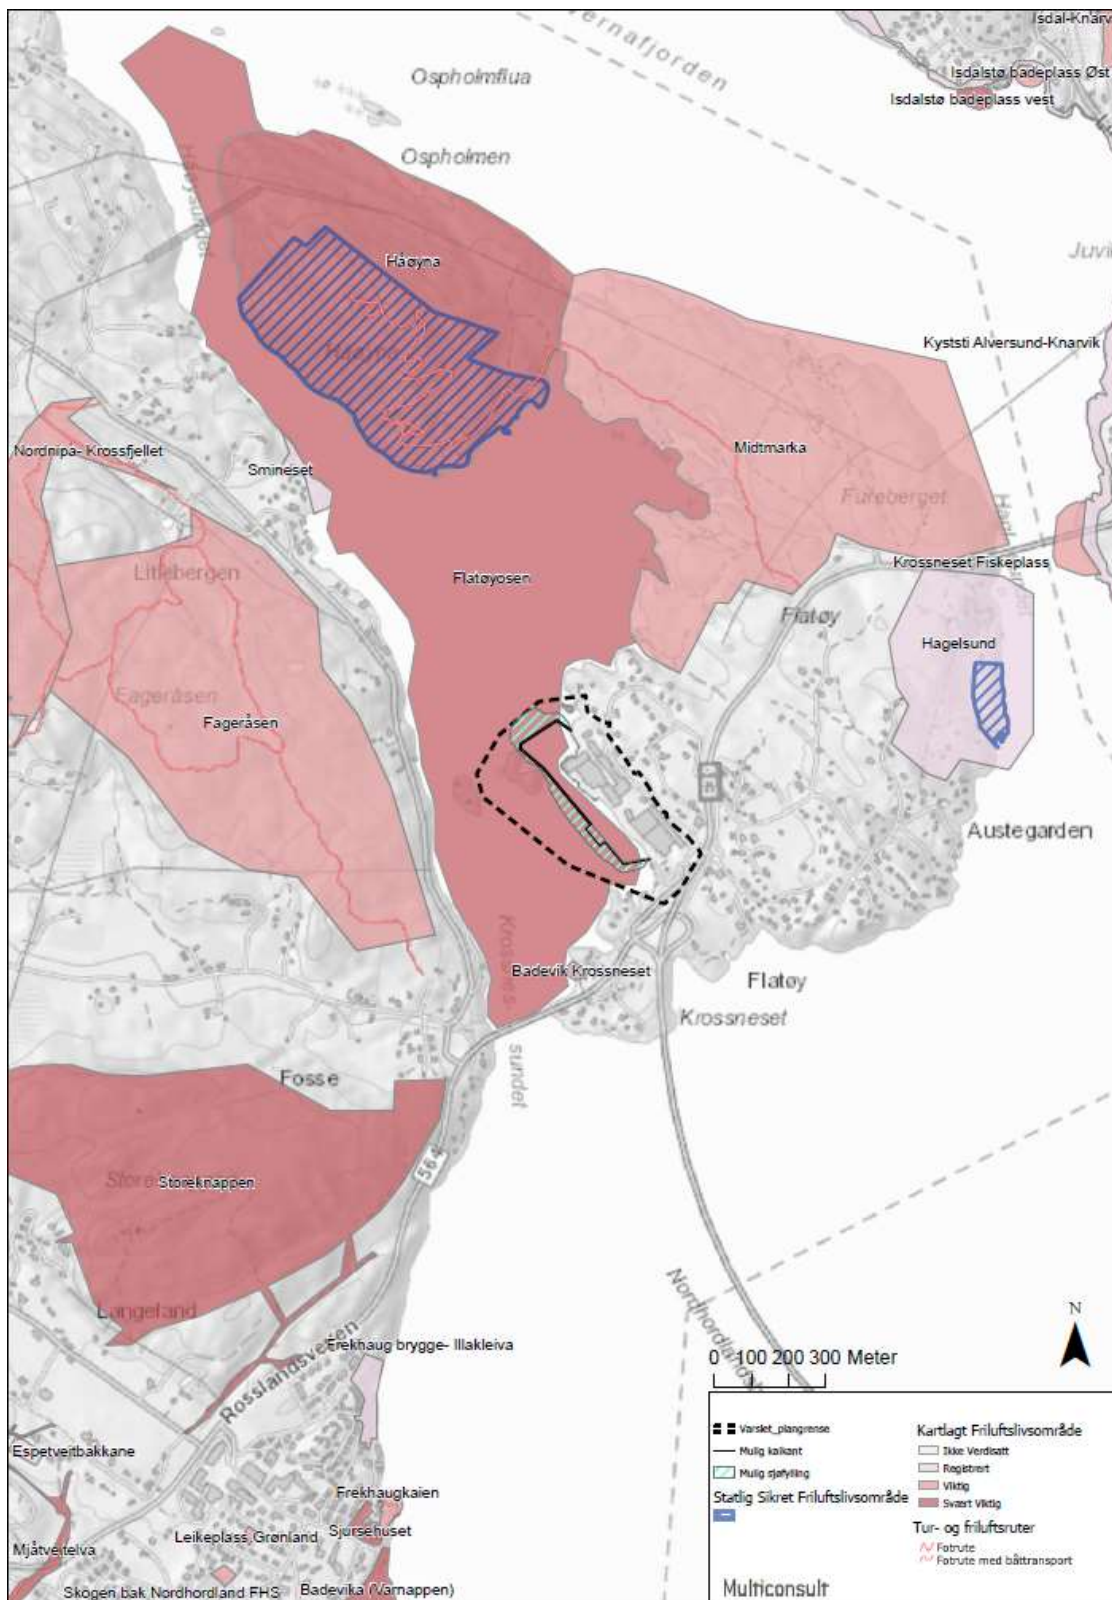 vernafjorden
Isdal-Knarv
Ospholmflua
Isdalstø badeplass Øst
Isdalstø badeplass vest
Ospholmen
Håøysundet
Håøyna
Juvi
Kyststi Alversund-Knarvik
Nordnipa- Krossfjellet
Midtmarka
Smineset
Fureberget
Litlebergen
Flatøyosen
Krossneset Fiskeplass
Flatøy
Hagelsund
Fageråsen
Fageråsen
Austegarden
Badevik Krossneset
Flatøy
Krossnes-
sundet
Krossneset
Fosse
Storeknappen
564
Langeland
Rosslandsveien
Frekhaug brygge- Illakleiva
0 100 200 300 Meter
N
Espetveitbakkane
Frekhaugkaien
Leikeplass Grønland
Sjursehuset
Mjåtveitelva
Skogen bak Nordhordland FHS
Badevika (Varnappen)
Varslet_plangrense
Mulig kaikant
Mulig sjøfylling
Statlig Sikret Friluftslivsområde
Kartlagt Friluftslivsområde
Ikke Verdisatt
Registrert
Viktig
Svært Viktig
Tur- og friluftsruter
Fotrute
Fotrute med båttransport
Multiconsult